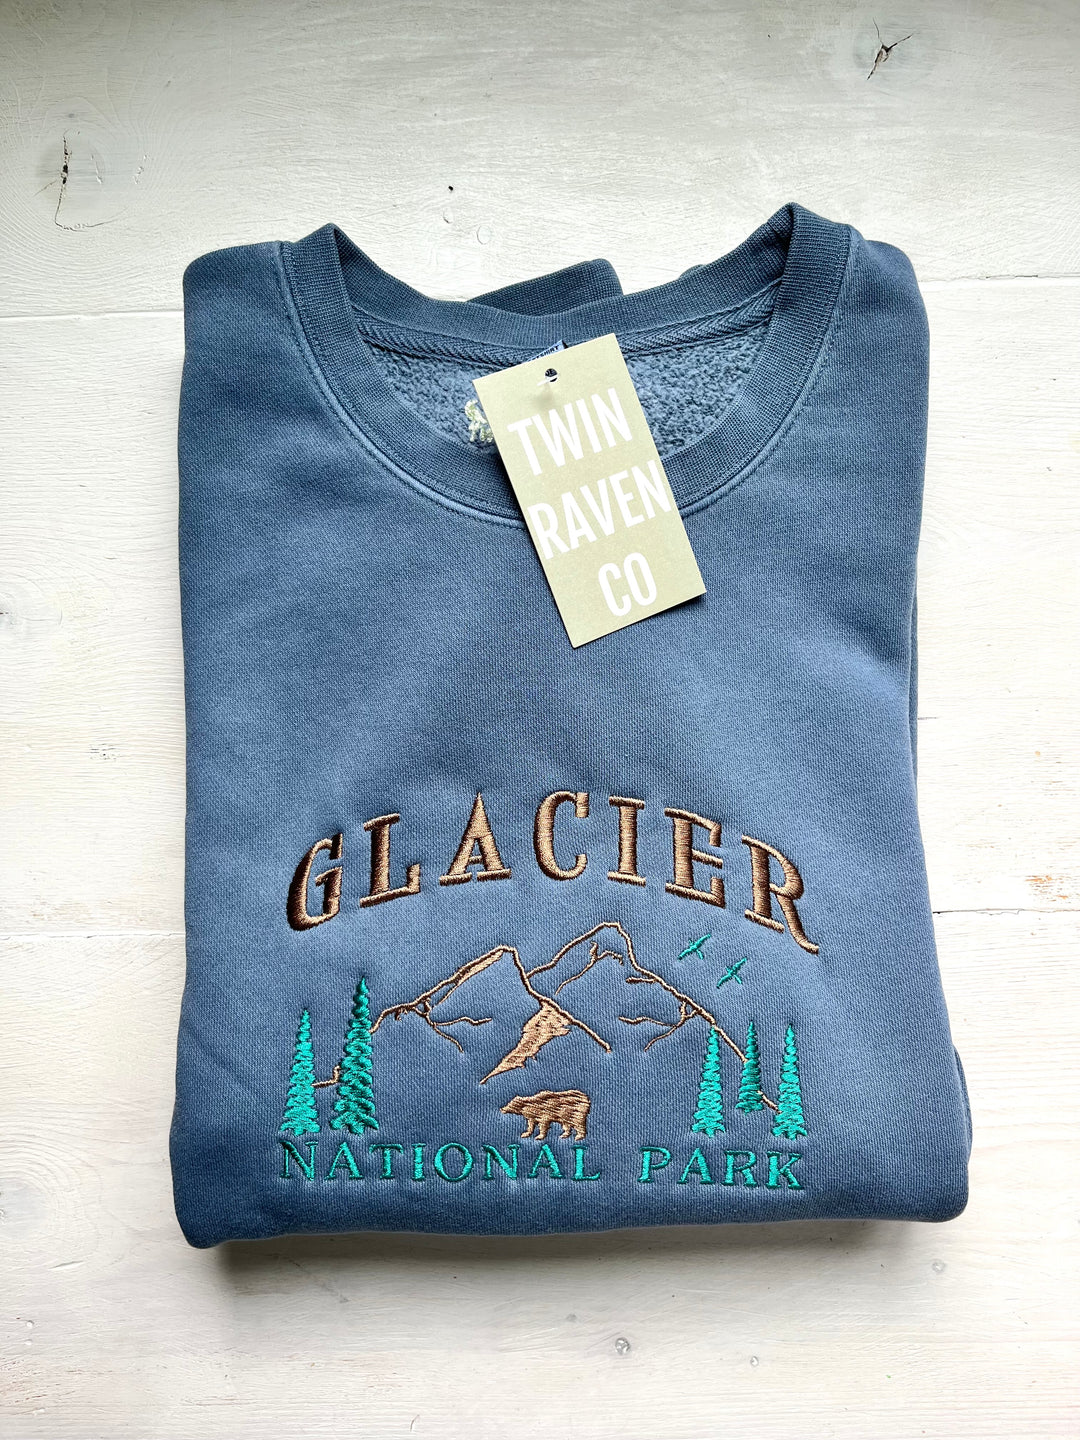 TWIN
RAVEN
CO
GLACIER
NATIONAL PARK